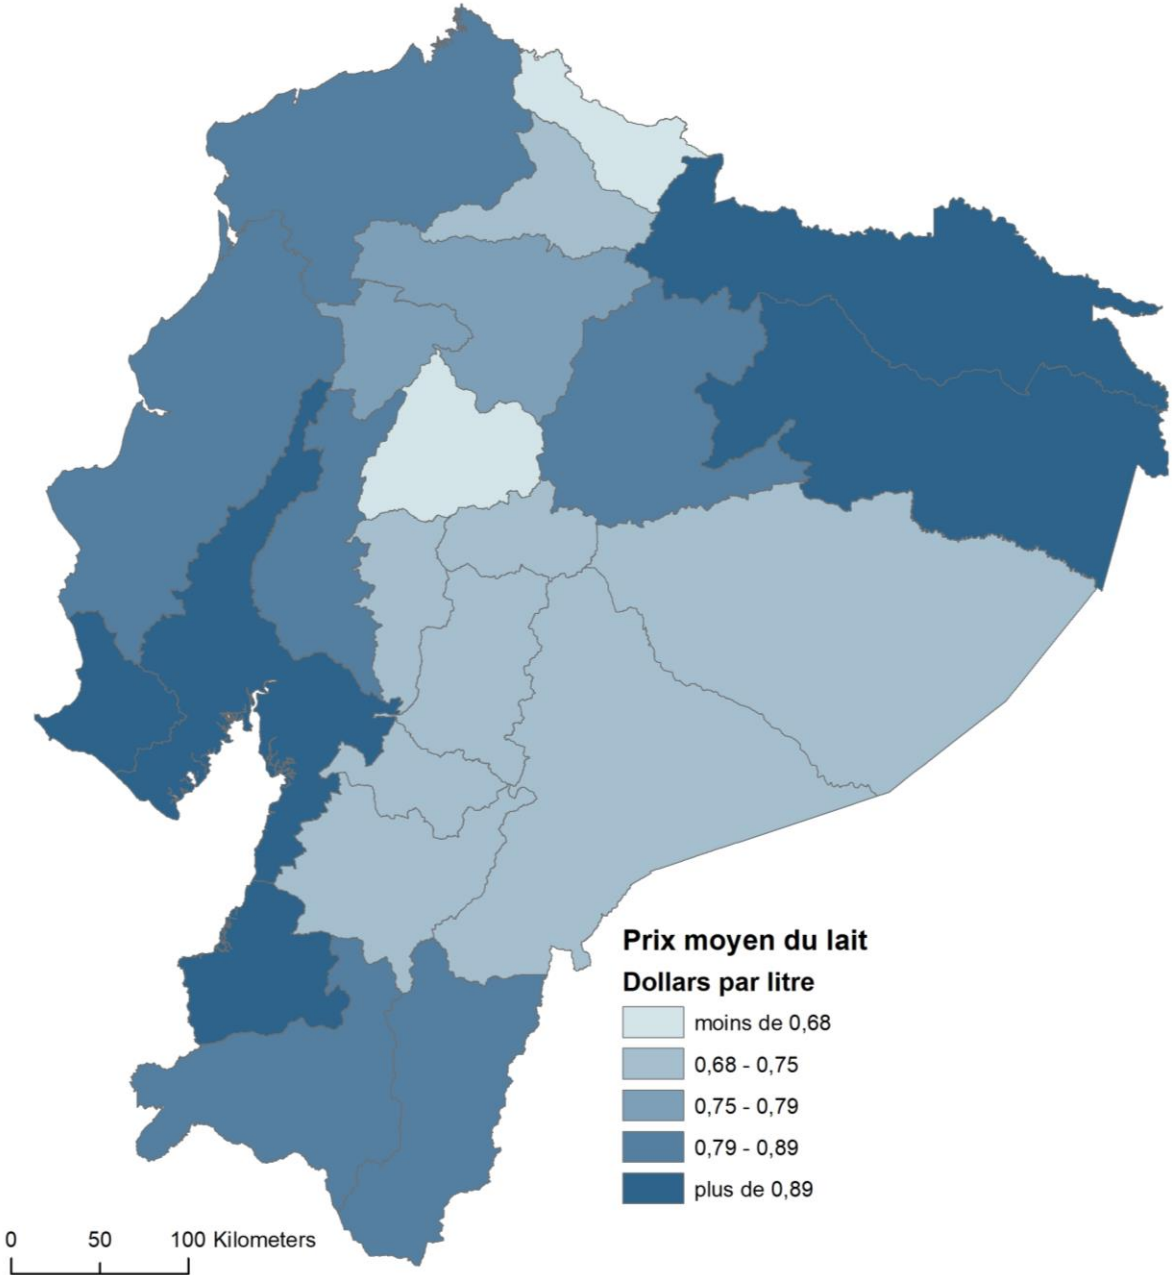 Prix moyen du lait
Dollars par litre
moins de 0,68
0,68 - 0,75
0,75 - 0,79
0,79 - 0,89
plus de 0,89
0 50 100 Kilometers